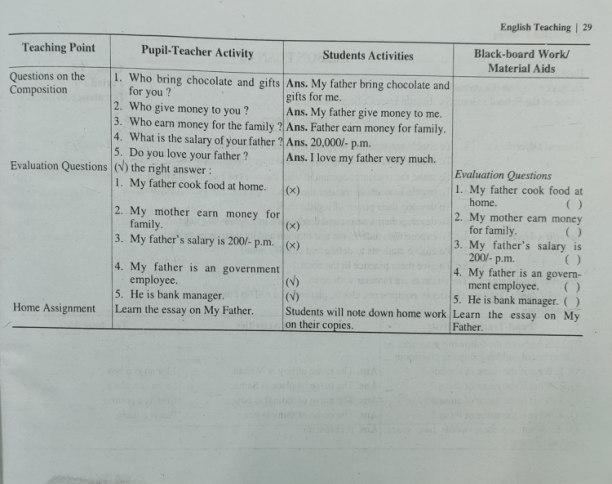 English Teaching | 29
Teaching Point
Pupil-Teacher Activity
Students Activities
Black-board Work/
Material Aids
Questions on the
Composition
1. Who bring chocolate and gifts
for you ?
2. Who give money to you ?
3. Who earn money for the family ?
4. What is the salary of your father ?
5. Do you love your father ?
Ans. My father bring chocolate and
gifts for me.
Ans. My father give money to me.
Ans. Father earn money for family.
Ans. 20,000/- p.m.
Ans. I love my father very much.
Evaluation Questions
(√) the right answer :
1. My father cook food at home.
2. My mother earn money for
family.
3. My father's salary is 200/- p.m.
4. My father is an government
employee.
5. He is bank manager.
(×)
(×)
(×)
(√)
(√)
Evaluation Questions
1. My father cook food at
home. ( )
2. My mother earn money
for family. ( )
3. My father's salary is
200/- p.m. ( )
4. My father is an govern-
ment employee. ( )
5. He is bank manager. ( )
Home Assignment
Learn the essay on My Father.
Students will note down home work
on their copies.
Learn the essay on My
Father.